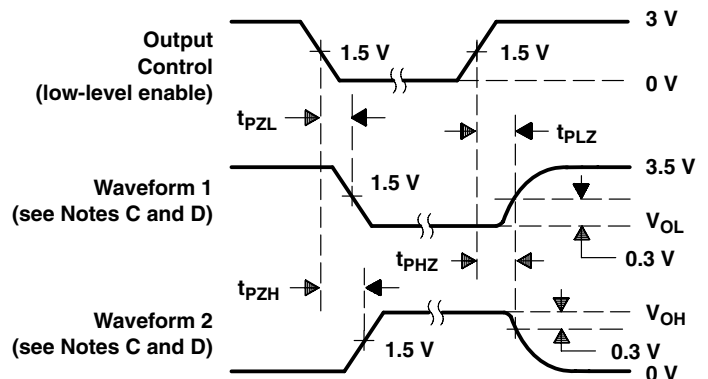 Output
Control
(low-level enable)
1.5 V
1.5 V
3 V
0 V
tPZL
tPLZ
Waveform 1
(see Notes C and D)
1.5 V
3.5 V
VOL
0.3 V
tPHZ
tPZH
Waveform 2
(see Notes C and D)
1.5 V
VOH
0.3 V
0 V